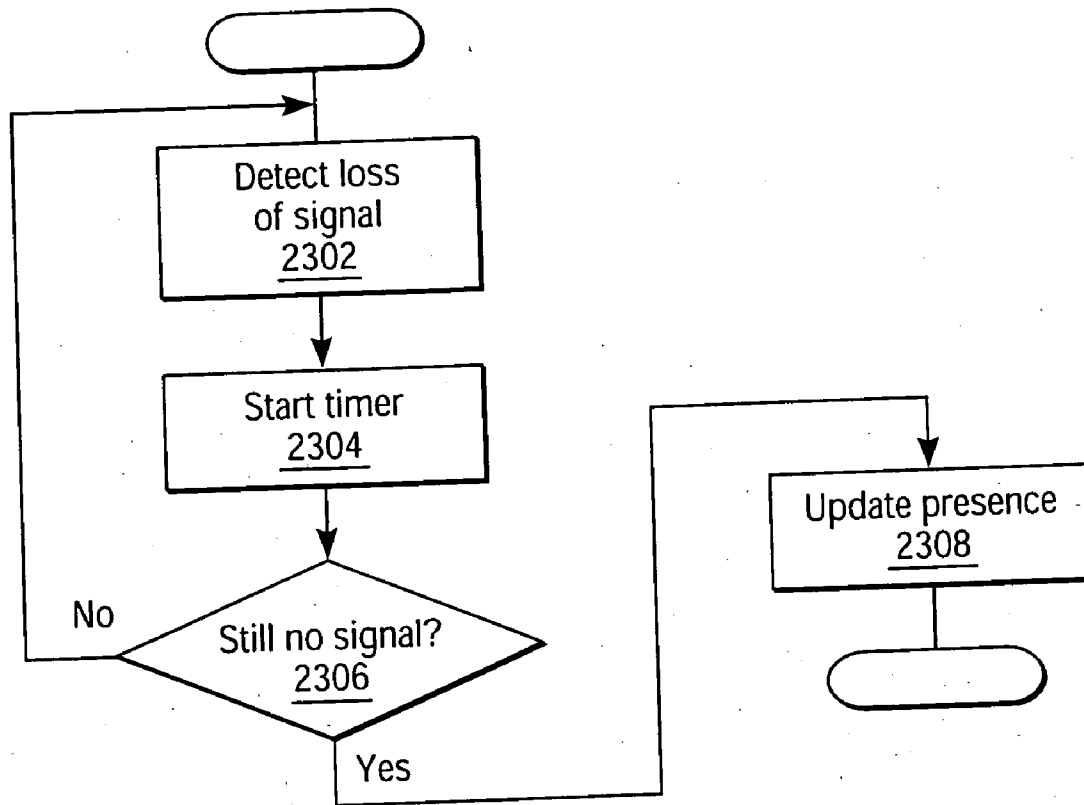 Detect loss
of signal
2302
Start timer
2304
No
Still no signal?
2306
Yes
Update presence
2308